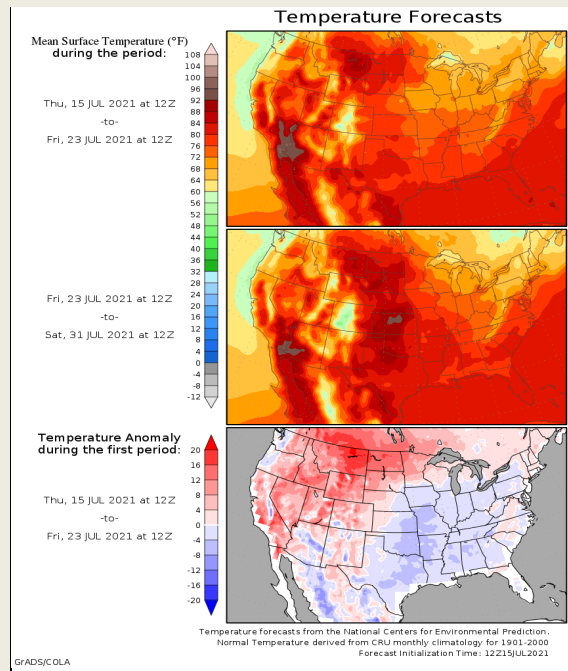 Temperature Forecasts
Mean Surface Temperature (°F)
during the period:
Thu, 15 JUL 2021 at 12Z
-to-
Fri, 23 JUL 2021 at 12Z
108
104
100
96
92
88
84
80
76
72
68
64
60
56
52
48
44
40
36
32
28
24
20
16
12
8
4
0
-4
-8
-12
Fri, 23 JUL 2021 at 12Z
-to-
Sat, 31 JUL 2021 at 12Z
Temperature Anomaly
during the first period:
Thu, 15 JUL 2021 at 12Z
-to-
Fri, 23 JUL 2021 at 12Z
20
16
12
8
4
0
-4
-8
-12
-16
-20
Temperature forecasts from the National Centers for Environmental Prediction.
Normal Temperature derived from CRU monthly climatology for 1901-2000
Forecast Initialization Time: 12Z15JUL2021
GrADS/COLA